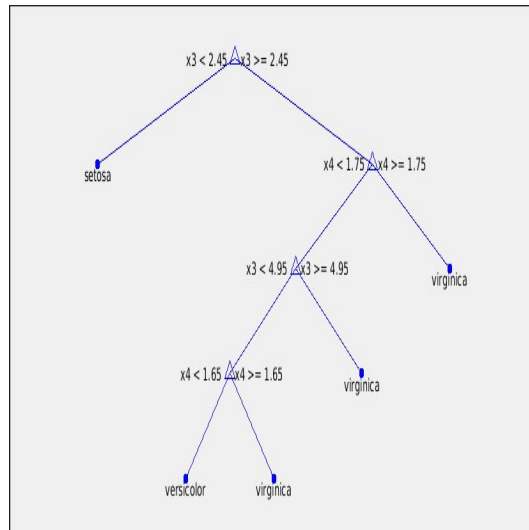 x3 < 2.45 x3 >= 2.45
setosa
x4 < 1.75 x4 >= 1.75
x3 < 4.95 x3 >= 4.95
virginica
x4 < 1.65 x4 >= 1.65
virginica
versicolor
virginica